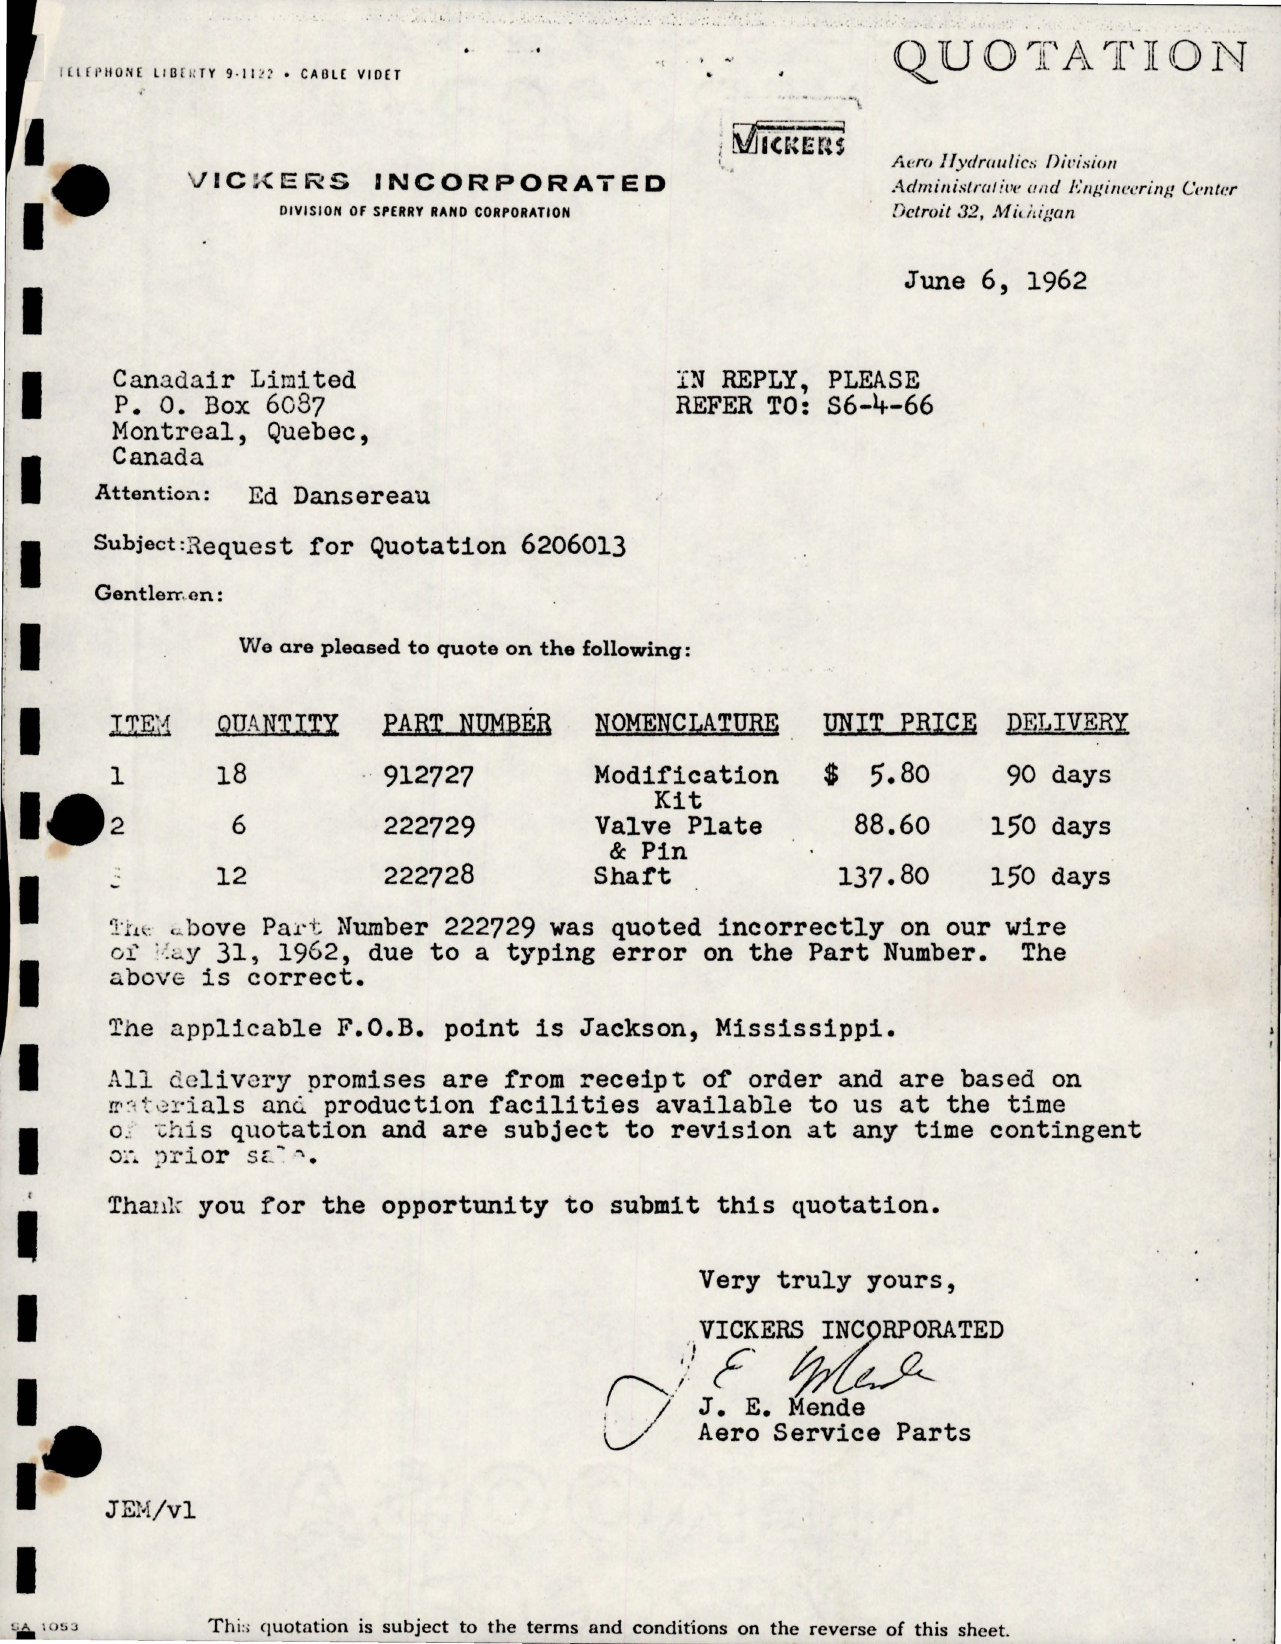 TELEPHONE LIBERTY 9-1122 • CABLE VIDET
QUOTATION
VICKERS
VICKERS INCORPORATED
DIVISION OF SPERRY RAND CORPORATION
Aero Hydraulics Division
Administrative and Engineering Center
Detroit 32, Michigan
June 6, 1962
Canadair Limited
P. O. Box 6087
Montreal, Quebec,
Canada
IN REPLY, PLEASE
REFER TO: S6-4-66
Attention: Ed Dansereau
Subject:Request for Quotation 6206013
Gentlemen:
We are pleased to quote on the following:
ITEM QUANTITY PART NUMBER NOMENCLATURE UNIT PRICE DELIVERY
1 18 912727 Modification $ 5.80 90 days
Kit
2 6 222729 Valve Plate 88.60 150 days
& Pin
3 12 222728 Shaft 137.80 150 days
The above Part Number 222729 was quoted incorrectly on our wire
of May 31, 1962, due to a typing error on the Part Number. The
above is correct.
The applicable F.O.B. point is Jackson, Mississippi.
All delivery promises are from receipt of order and are based on
materials and production facilities available to us at the time
of this quotation and are subject to revision at any time contingent
on prior sale.
Thank you for the opportunity to submit this quotation.
Very truly yours,
VICKERS INCORPORATED
J E Mende
J. E. Mende
Aero Service Parts
JEM/vl
SA 1053
This quotation is subject to the terms and conditions on the reverse of this sheet.